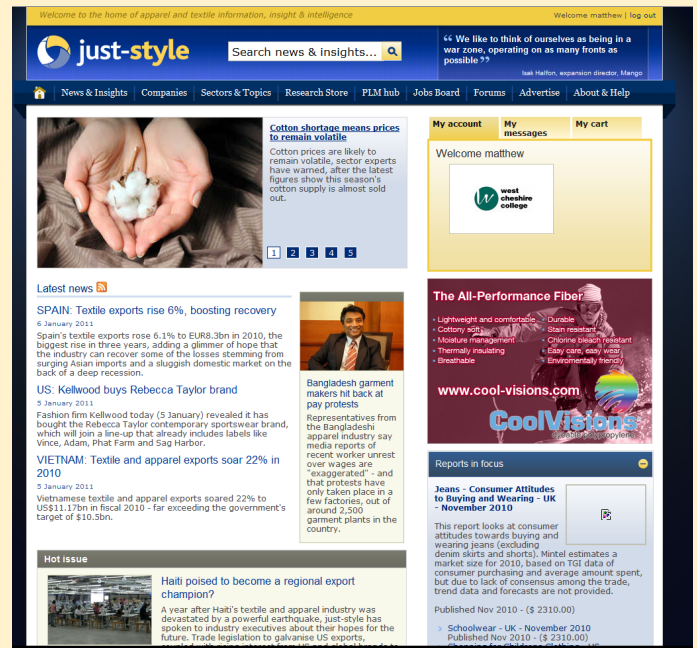 Welcome to the home of apparel and textile information, insight & intelligence
Welcome matthew | log out
just-style
Search news & insights...
“ We like to think of ourselves as being in a
war zone, operating on as many fronts as
possible ”
Isak Halfon, expansion director, Mango
News & Insights
Companies
Sectors & Topics
Research Store
PLM hub
Jobs Board
Forums
Advertise
About & Help
Cotton shortage means prices
to remain volatile
Cotton prices are likely to
remain volatile, sector experts
have warned, after the latest
figures show this season's
cotton supply is almost sold
out.
1 2 3 4 5
My account
My
messages
My cart
Welcome matthew
west
cheshire
college
Latest news
SPAIN: Textile exports rise 6%, boosting recovery
6 January 2011
Spain's textile exports rose 6.1% to EUR8.3bn in 2010, the
biggest rise in three years, adding a glimmer of hope that
the industry can recover some of the losses stemming from
surging Asian imports and a sluggish domestic market on the
back of a deep recession.
US: Kellwood buys Rebecca Taylor brand
5 January 2011
Fashion firm Kellwood today (5 January) revealed it has
bought the Rebecca Taylor contemporary sportswear brand,
which will join a line-up that already includes labels like
Vince, Adam, Phat Farm and Sag Harbor.
VIETNAM: Textile and apparel exports soar 22% in
2010
5 January 2011
Vietnamese textile and apparel exports soared 22% to
US$11.17bn in fiscal 2010 - far exceeding the government's
target of $10.5bn.
Bangladesh garment
makers hit back at
pay protests
Representatives from
the Bangladeshi
apparel industry say
media reports of
recent worker unrest
over wages are
"exaggerated" - and
that protests have
only taken place in a
few factories, out of
around 2,500
garment plants in the
country.
The All-Performance Fiber
• Lightweight and comfortable
• Cottony soft
• Moisture management
• Thermally insulating
• Breathable
• Durable
• Stain resistant
• Chlorine bleach resistant
• Easy care, easy wear
• Enviromentally friendly
www.cool-visions.com
CoolVisions
dyeable polypropylene
Reports in focus
Jeans - Consumer Attitudes
to Buying and Wearing - UK
- November 2010
This report looks at consumer
attitudes towards buying and
wearing jeans (excluding
denim skirts and shorts). Mintel estimates a
market size for 2010, based on TGI data of
consumer purchasing and average amount spent,
but due to lack of consensus among the trade,
trend data and forecasts are not provided.
Published Nov 2010 - ($ 2310.00)
Schoolwear - UK - November 2010
Published Nov 2010 - ($ 2310.00)
Shopping for Childrens Clothing - US -
Hot issue
Haiti poised to become a regional export
champion?
A year after Haiti's textile and apparel industry was
devastated by a powerful earthquake, just-style has
spoken to industry executives about their hopes for the
future. Trade legislation to galvanise US exports,
coupled with rising interest from US and global brands to